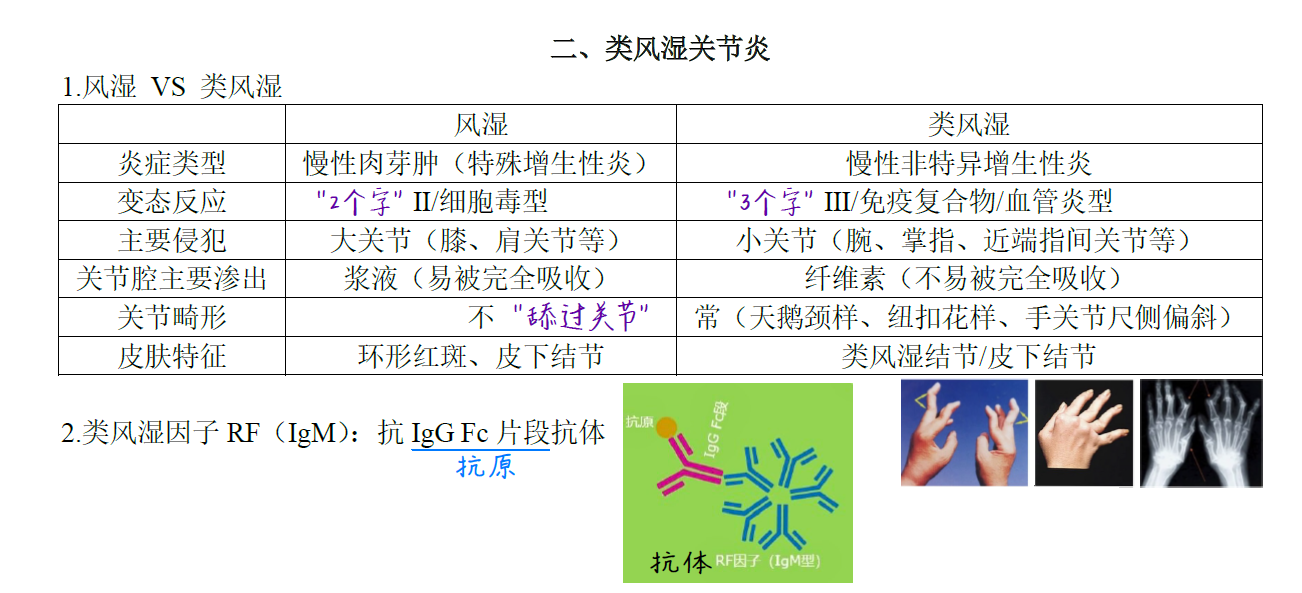 二、类风湿关节炎
1.风湿 VS 类风湿
风湿 类风湿
炎症类型 慢性肉芽肿（特殊增生性炎） 慢性非特异增生性炎
变态反应 "2个字" II/细胞毒型 "3个字" III/免疫复合物/血管炎型
主要侵犯 大关节（膝、肩关节等） 小关节（腕、掌指、近端指间关节等）
关节腔主要渗出 浆液（易被完全吸收） 纤维素（不易被完全吸收）
关节畸形 不 "舔过关节" 常（天鹅颈样、纽扣花样、手关节尺侧偏斜）
皮肤特征 环形红斑、皮下结节 类风湿结节/皮下结节
2.类风湿因子 RF（IgM）：抗 IgG Fc 片段抗体
抗原
抗原
IgG Fc段
抗体 RF因子（IgM型）